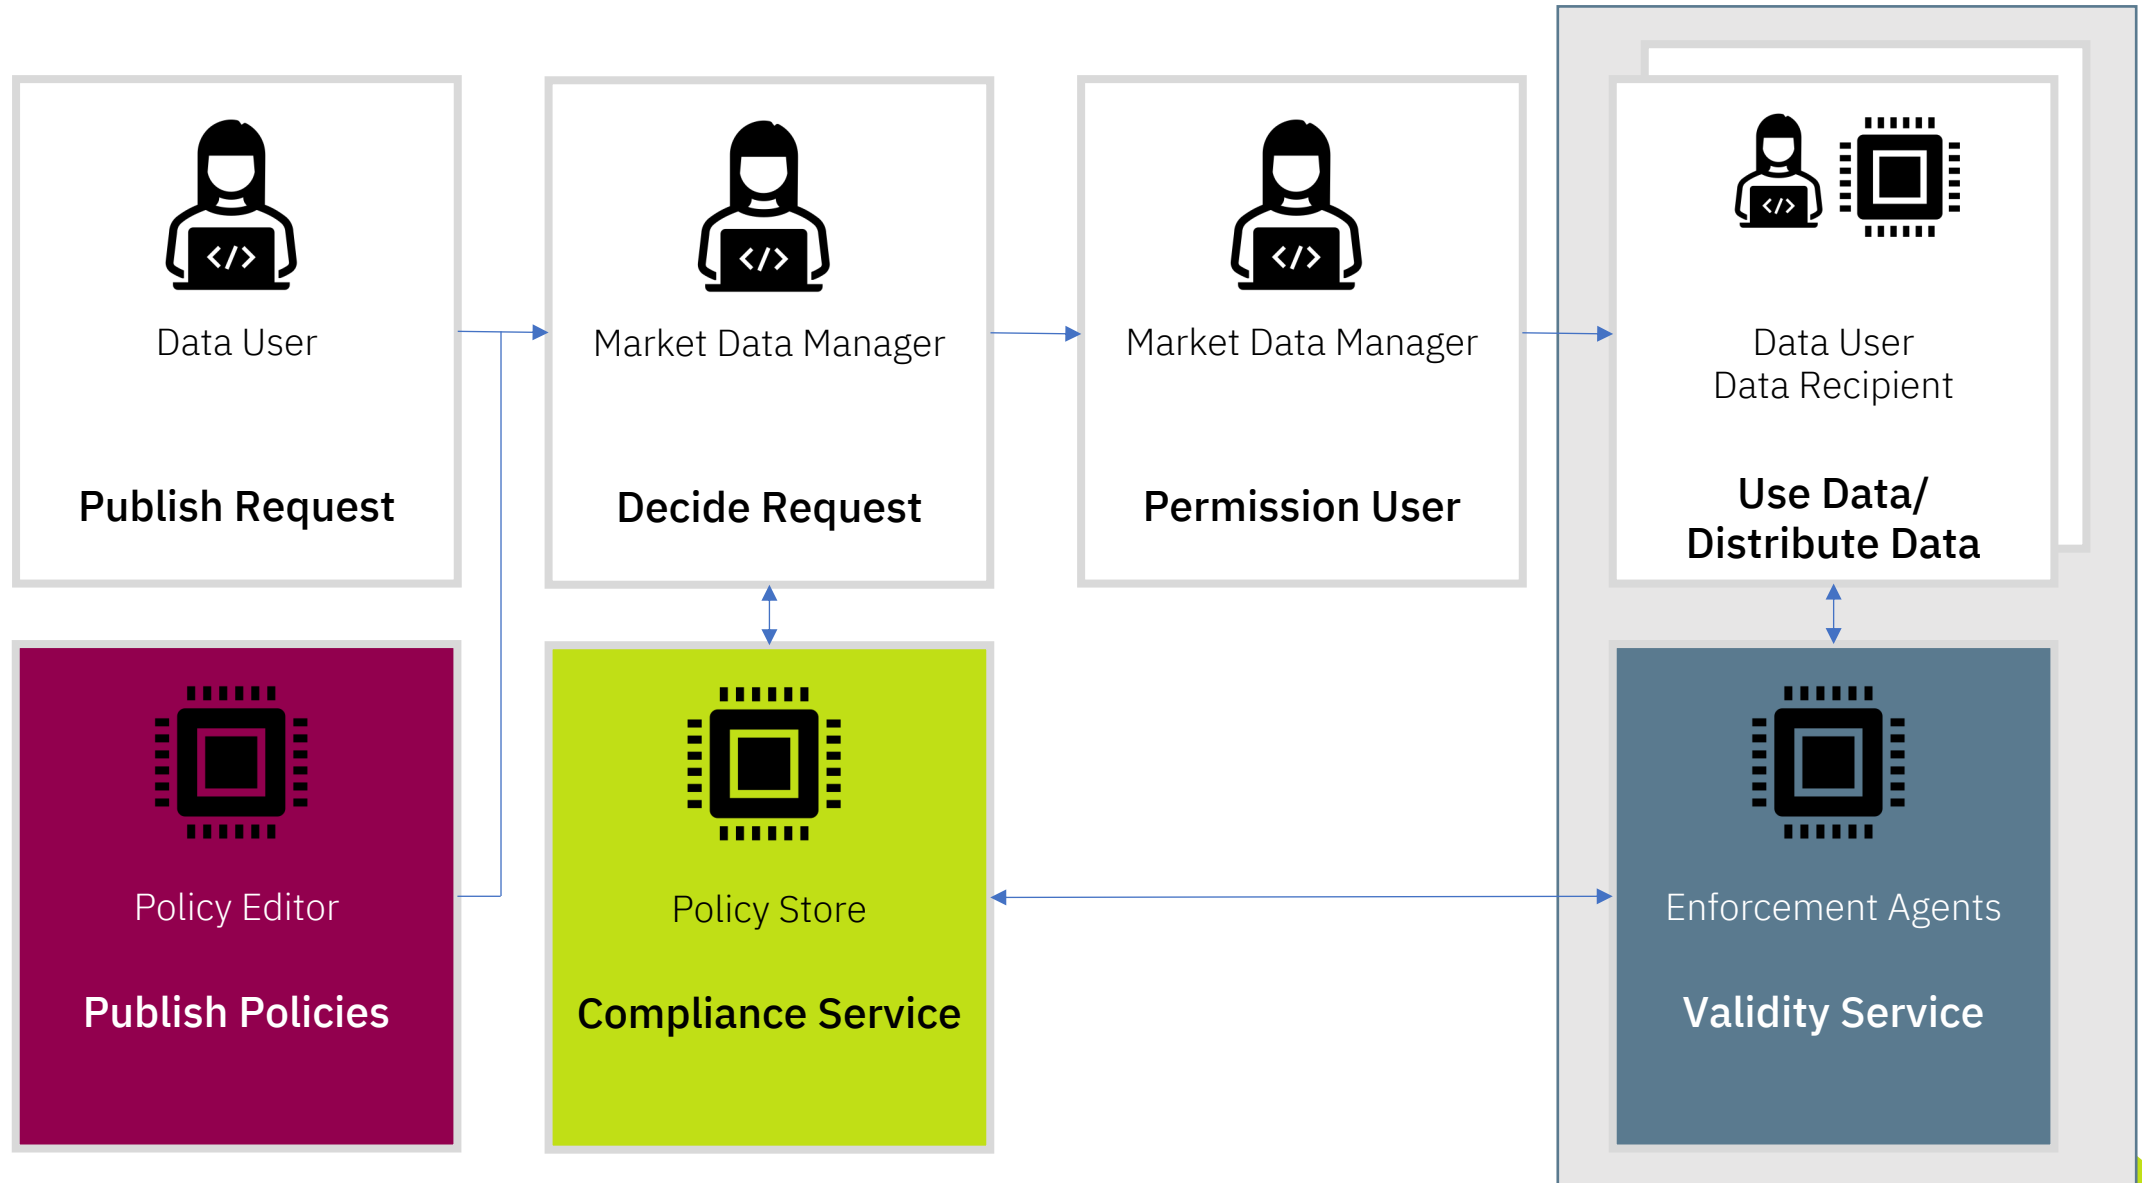 Data User
Publish Request
</>
Market Data Manager
Decide Request
</>
Market Data Manager
Permission User
</>
Data User
Data Recipient
Use Data/
Distribute Data
</>
Policy Editor
Publish Policies
Policy Store
Compliance Service
Enforcement Agents
Validity Service